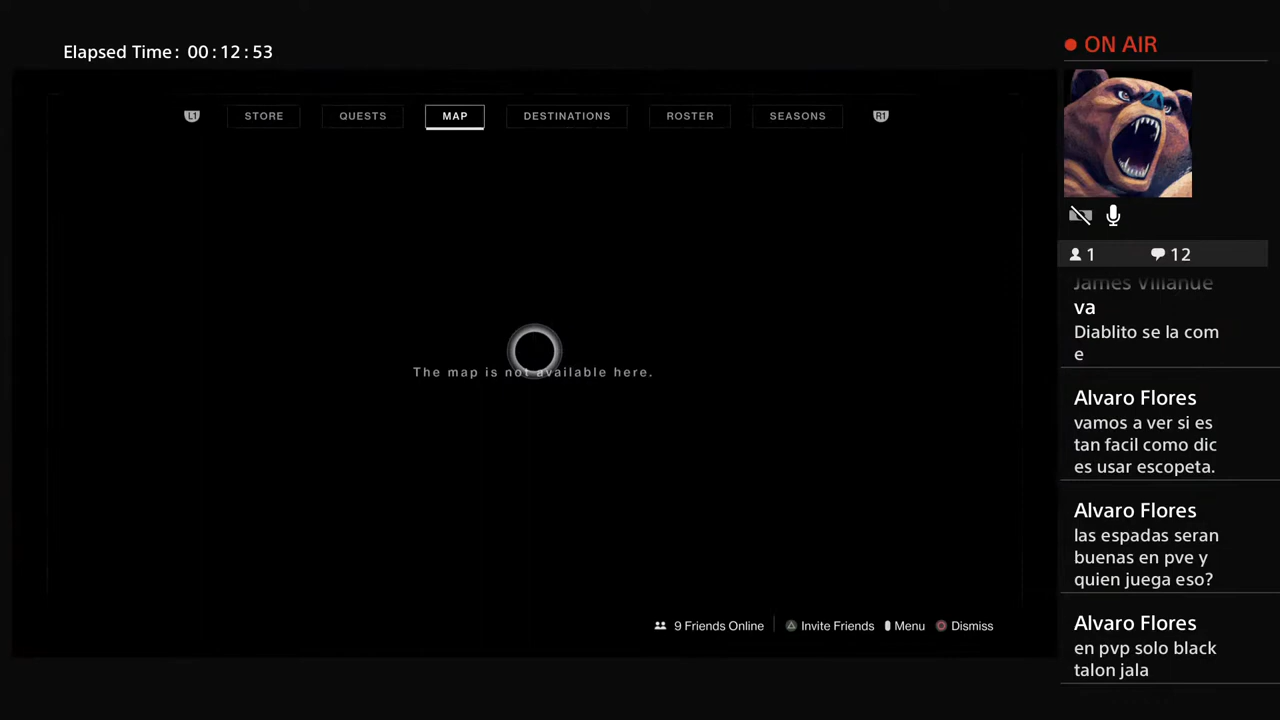 Elapsed Time: 00:12:53
ON AIR
L1 STORE QUESTS MAP DESTINATIONS ROSTER SEASONS R1
1 12
James Villanue
va
Diablito se la com
e
Alvaro Flores
vamos a ver si es
tan facil como dic
es usar escopeta.
Alvaro Flores
las espadas seran
buenas en pve y
quien juega eso?
Alvaro Flores
en pvp solo black
talon jala
The map is not available here.
9 Friends Online Invite Friends Menu Dismiss